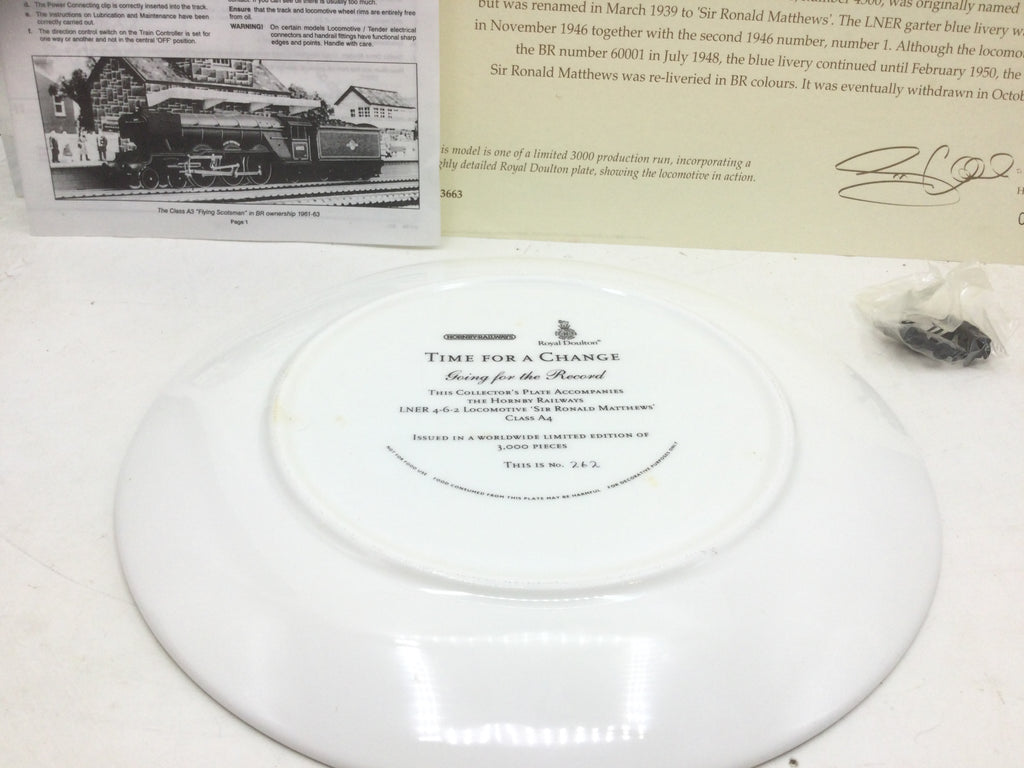 d. The Power Connecting clip is correctly inserted into the track.
e. The instructions on Lubrication and Maintenance have been
correctly carried out.
f. The direction control switch on the Train Controller is set for
one way or another and not in the central 'OFF' position.
Ensure that the track and locomotive wheel rims are entirely free
from oil.
WARNING! On certain models Locomotive / Tender electrical
connectors and handrail fittings have functional sharp
edges and points. Handle with care.
The Class A3 "Flying Scotsman" in BR ownership 1961-63
Page 1
number 4500, was originally named
but was renamed in March 1939 to 'Sir Ronald Matthews'. The LNER garter blue livery w
in November 1946 together with the second 1946 number, number 1. Although the locomo
the BR number 60001 in July 1948, the blue livery continued until February 1950, the
Sir Ronald Matthews was re-liveried in BR colours. It was eventually withdrawn in Octob
is model is one of a limited 3000 production run, incorporating a
ghly detailed Royal Doulton plate, showing the locomotive in action.
3663
HORNBY RAILWAYS
Royal Doulton™
TIME FOR A CHANGE
Going for the Record
THIS COLLECTOR'S PLATE ACCOMPANIES
THE HORNBY RAILWAYS
LNER 4-6-2 LOCOMOTIVE 'SIR RONALD MATTHEWS'
CLASS A4
ISSUED IN A WORLDWIDE LIMITED EDITION OF
3,000 PIECES
THIS IS NO. 262
NOT FOR FOOD USE · FOOD CONSUMED FROM THIS PLATE MAY BE HARMFUL · FOR DECORATIVE PURPOSES ONLY